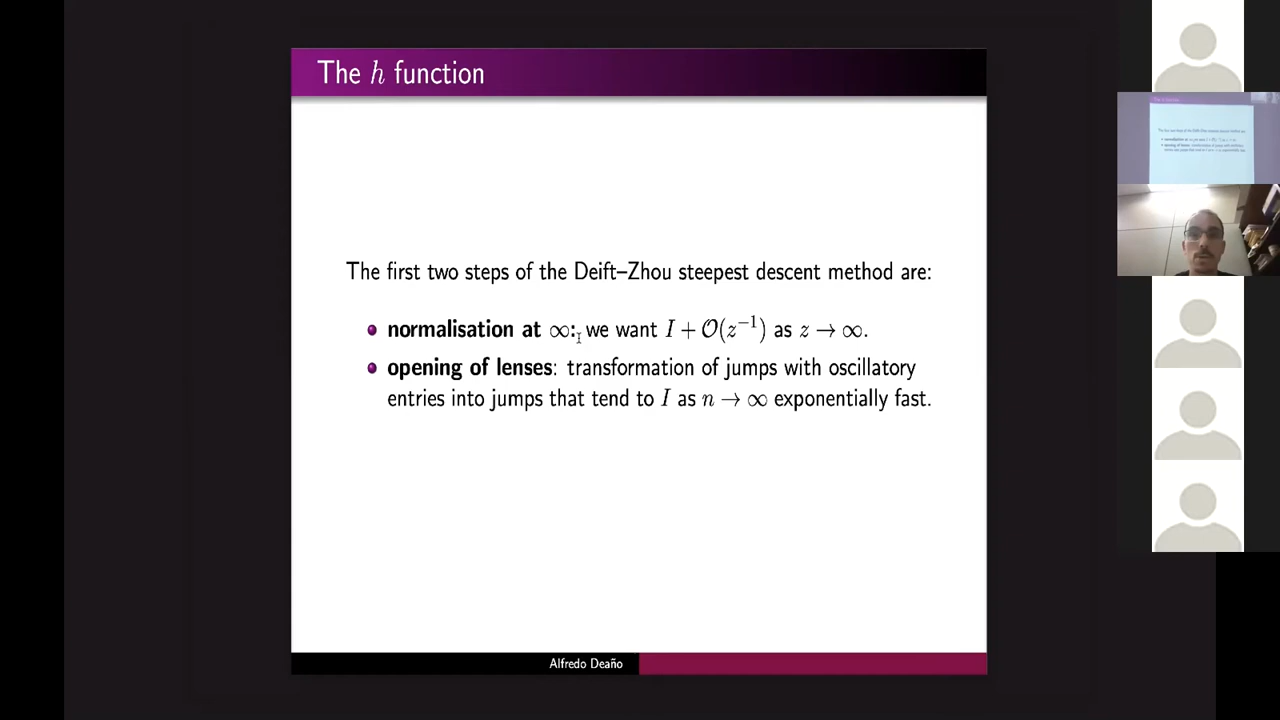 The h function
The first two steps of the Deift–Zhou steepest descent method are:
normalisation at ∞: we want I + O(z⁻¹) as z → ∞.
opening of lenses: transformation of jumps with oscillatory
entries into jumps that tend to I as n → ∞ exponentially fast.
Alfredo Deaño